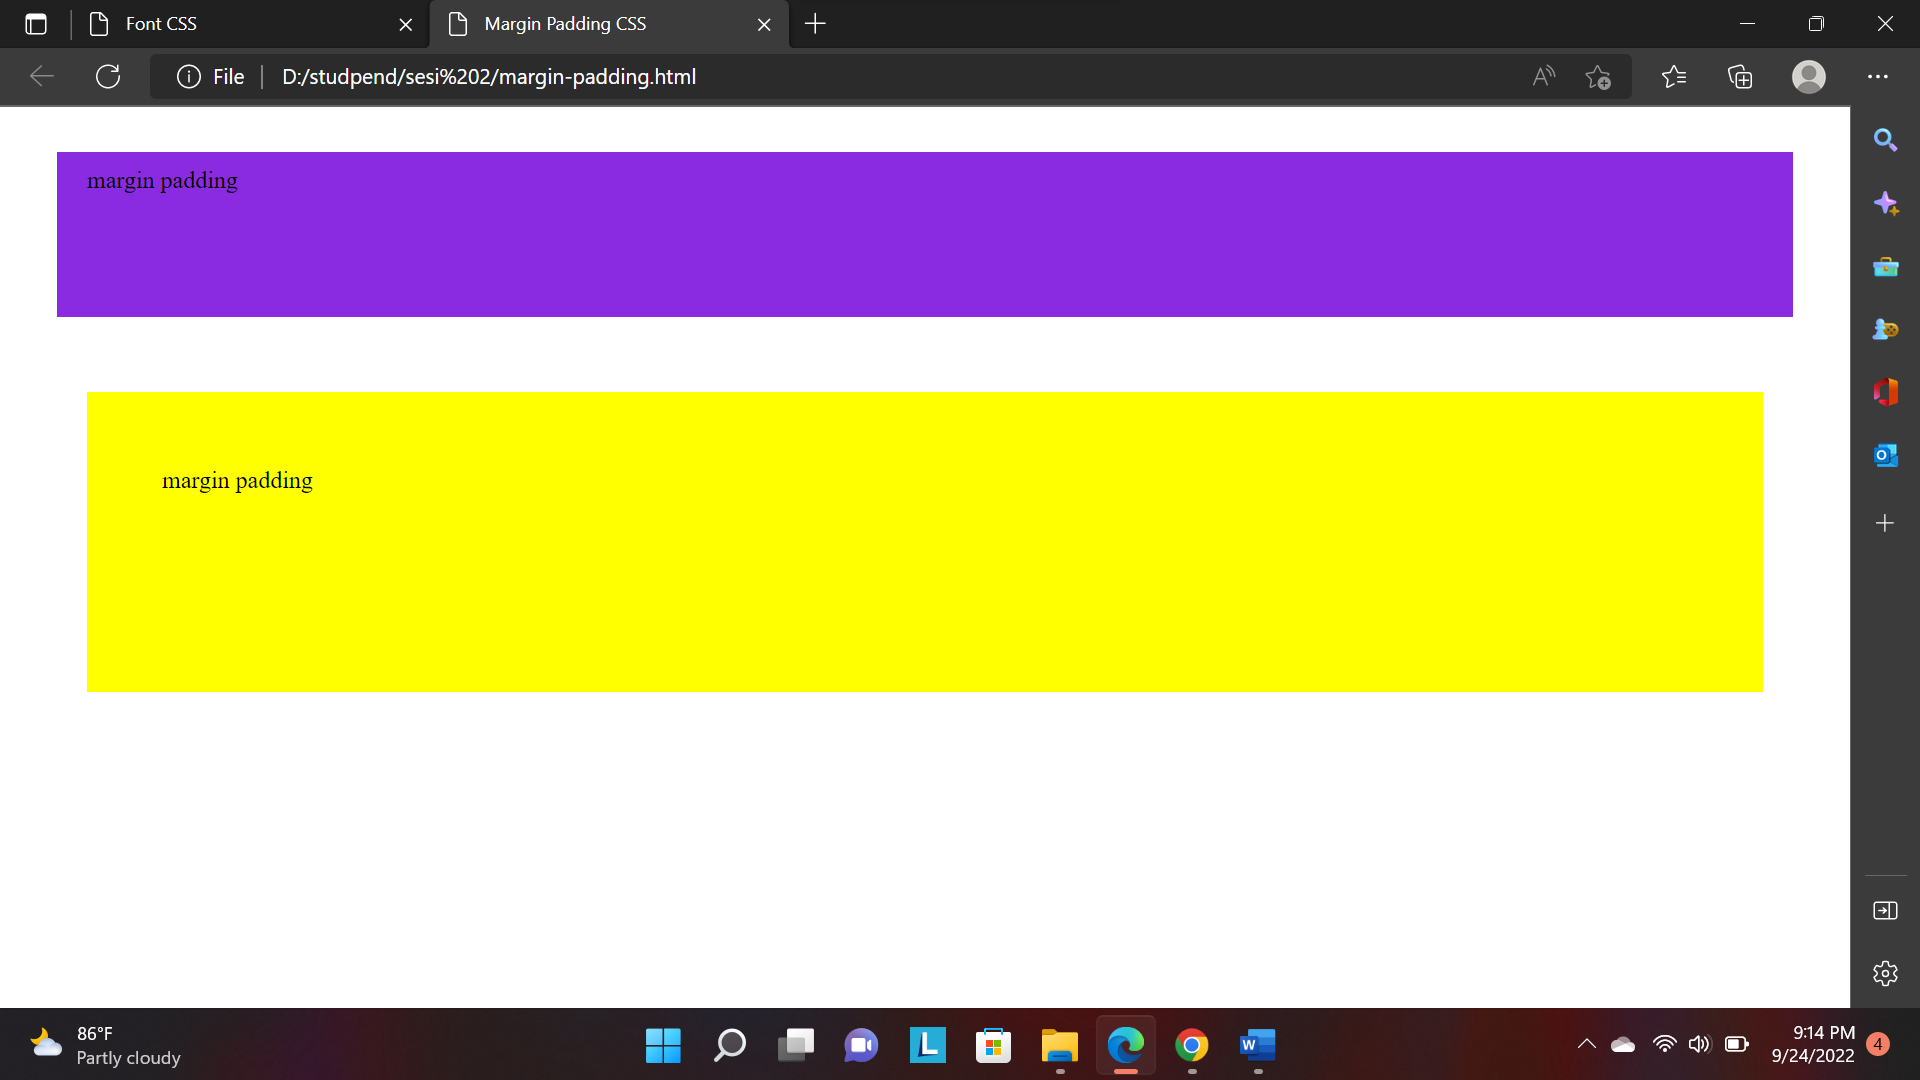 Font CSS
Margin Padding CSS
File
D:/studpend/sesi%202/margin-padding.html
margin padding
margin padding
86°F
Partly cloudy
9:14 PM
9/24/2022
4